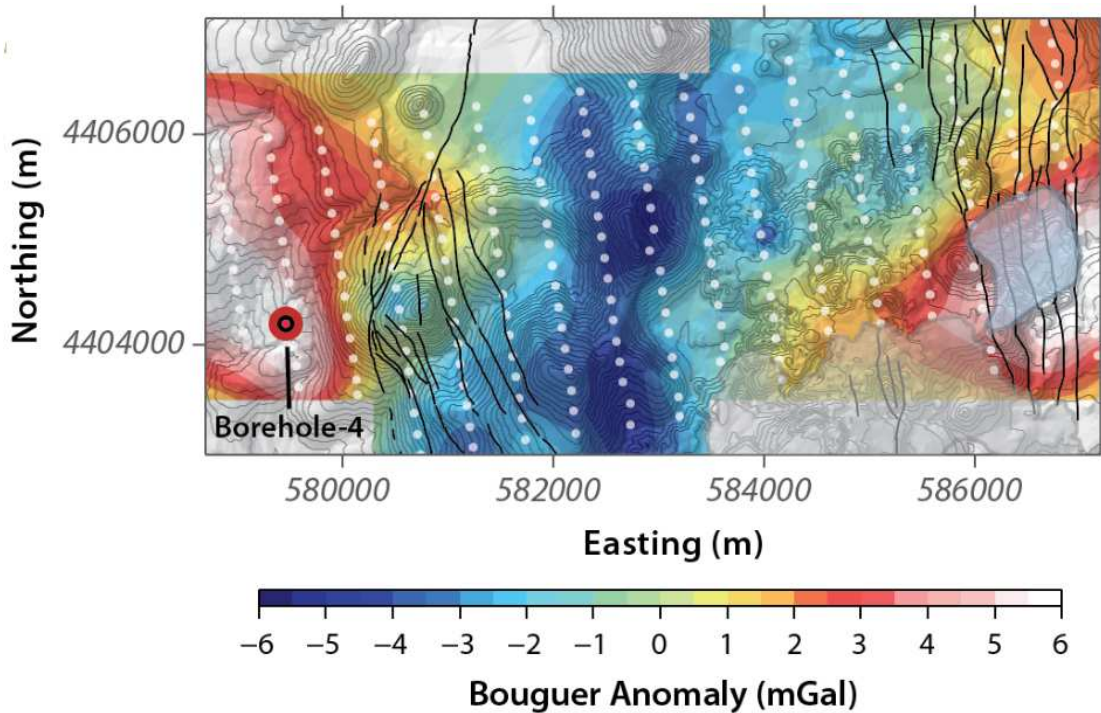 Northing (m)
4406000
4404000
Borehole-4
580000 582000 584000 586000
Easting (m)
−6 −5 −4 −3 −2 −1 0 1 2 3 4 5 6
Bouguer Anomaly (mGal)